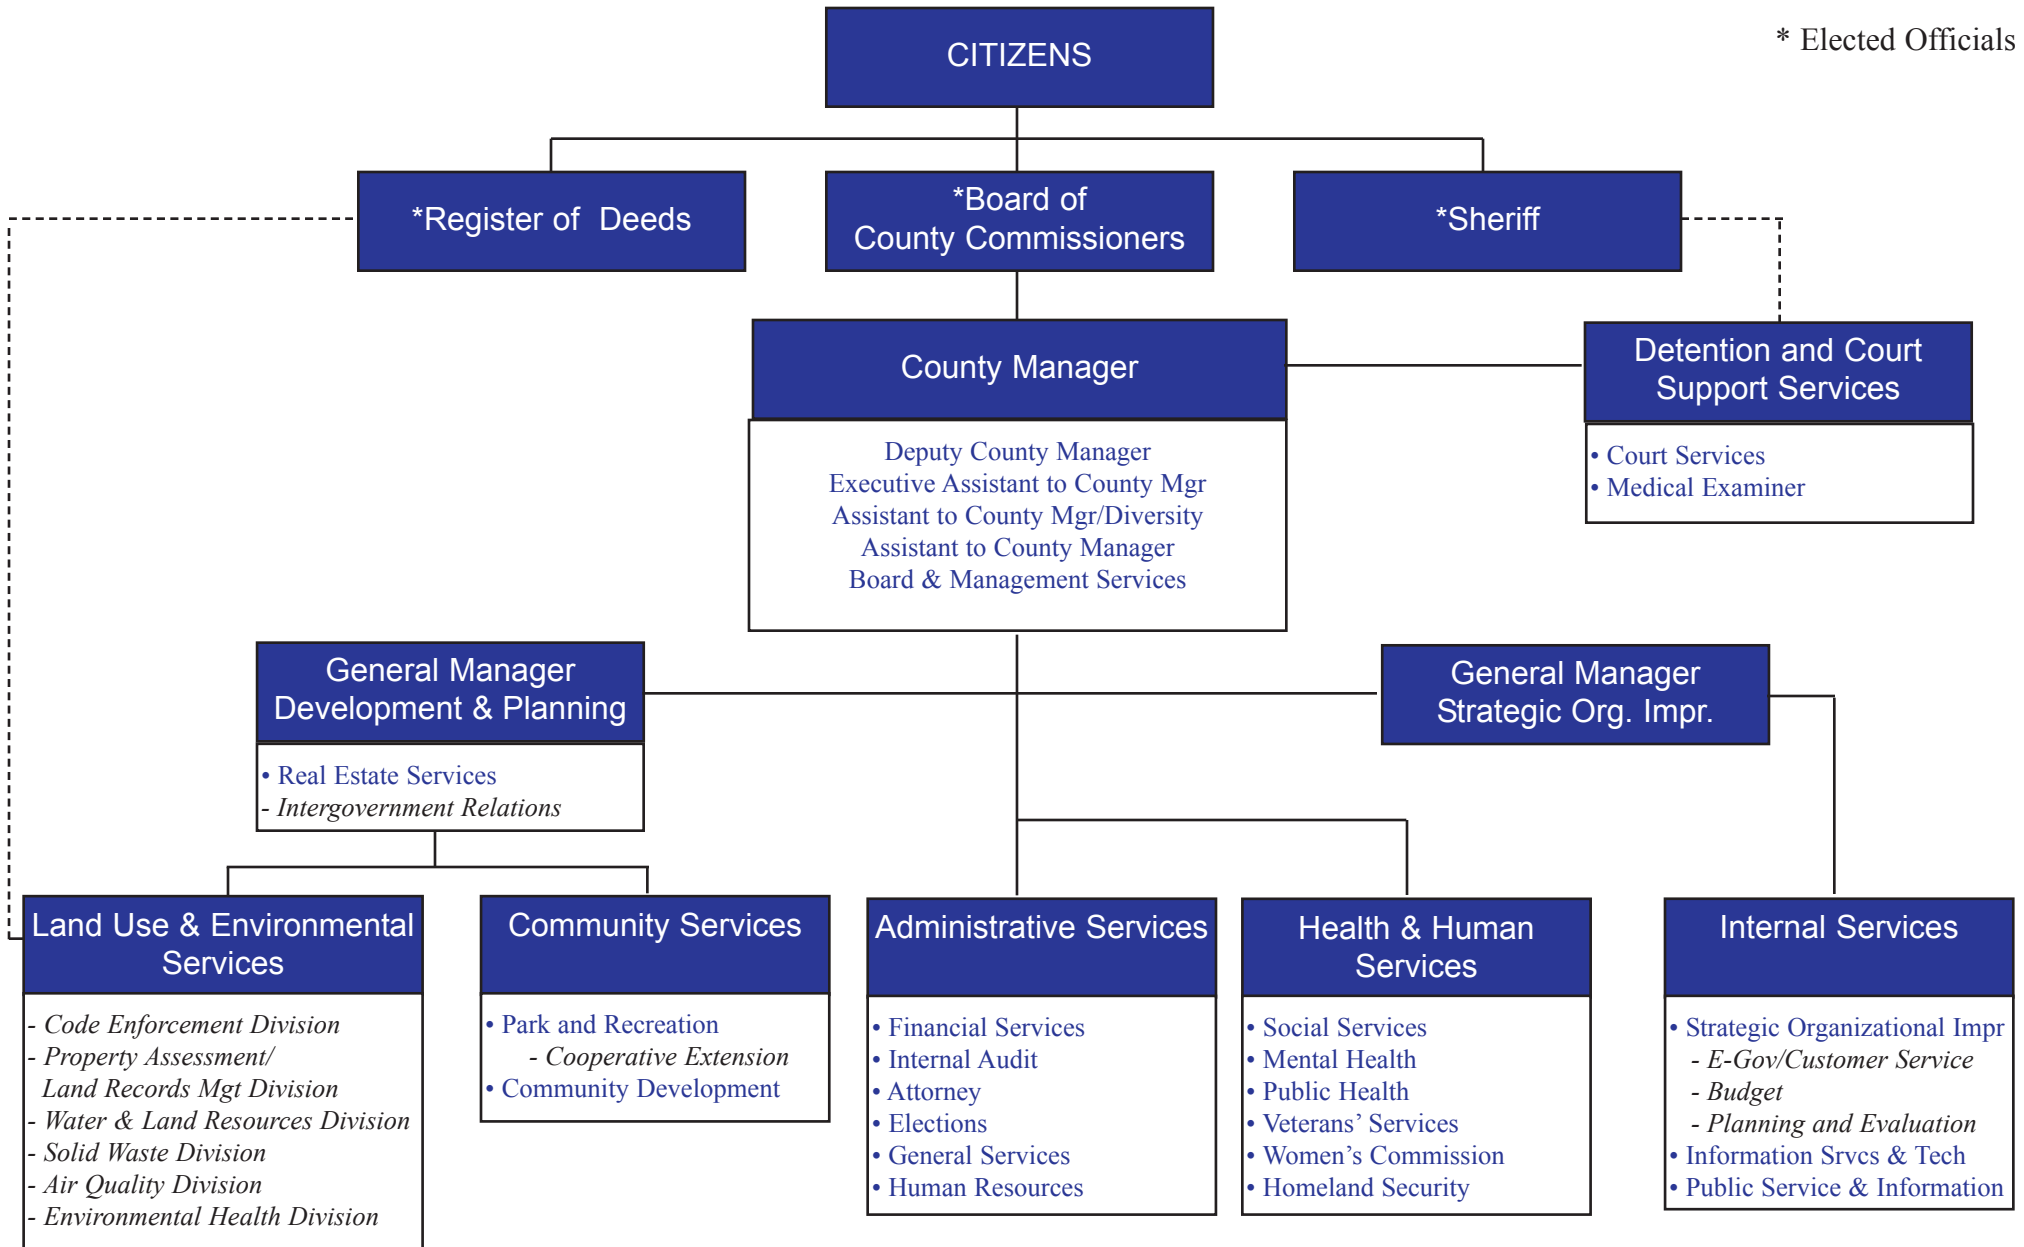 CITIZENS
* Elected Officials
*Register of  Deeds
*Board of
County Commissioners
*Sheriff
County Manager
Deputy County Manager
Executive Assistant to County Mgr
Assistant to County Mgr/Diversity
Assistant to County Manager
Board & Management Services
Detention and Court
Support Services
• Court Services
• Medical Examiner
General Manager
Development & Planning
• Real Estate Services
- Intergovernment Relations
General Manager
Strategic Org. Impr.
Land Use & Environmental
Services
- Code Enforcement Division
- Property Assessment/
Land Records Mgt Division
- Water & Land Resources Division
- Solid Waste Division
- Air Quality Division
- Environmental Health Division
Community Services
• Park and Recreation
- Cooperative Extension
• Community Development
Administrative Services
• Financial Services
• Internal Audit
• Attorney
• Elections
• General Services
• Human Resources
Health & Human
Services
• Social Services
• Mental Health
• Public Health
• Veterans’ Services
• Women’s Commission
• Homeland Security
Internal Services
• Strategic Organizational Impr
- E-Gov/Customer Service
- Budget
- Planning and Evaluation
• Information Srvcs & Tech
• Public Service & Information